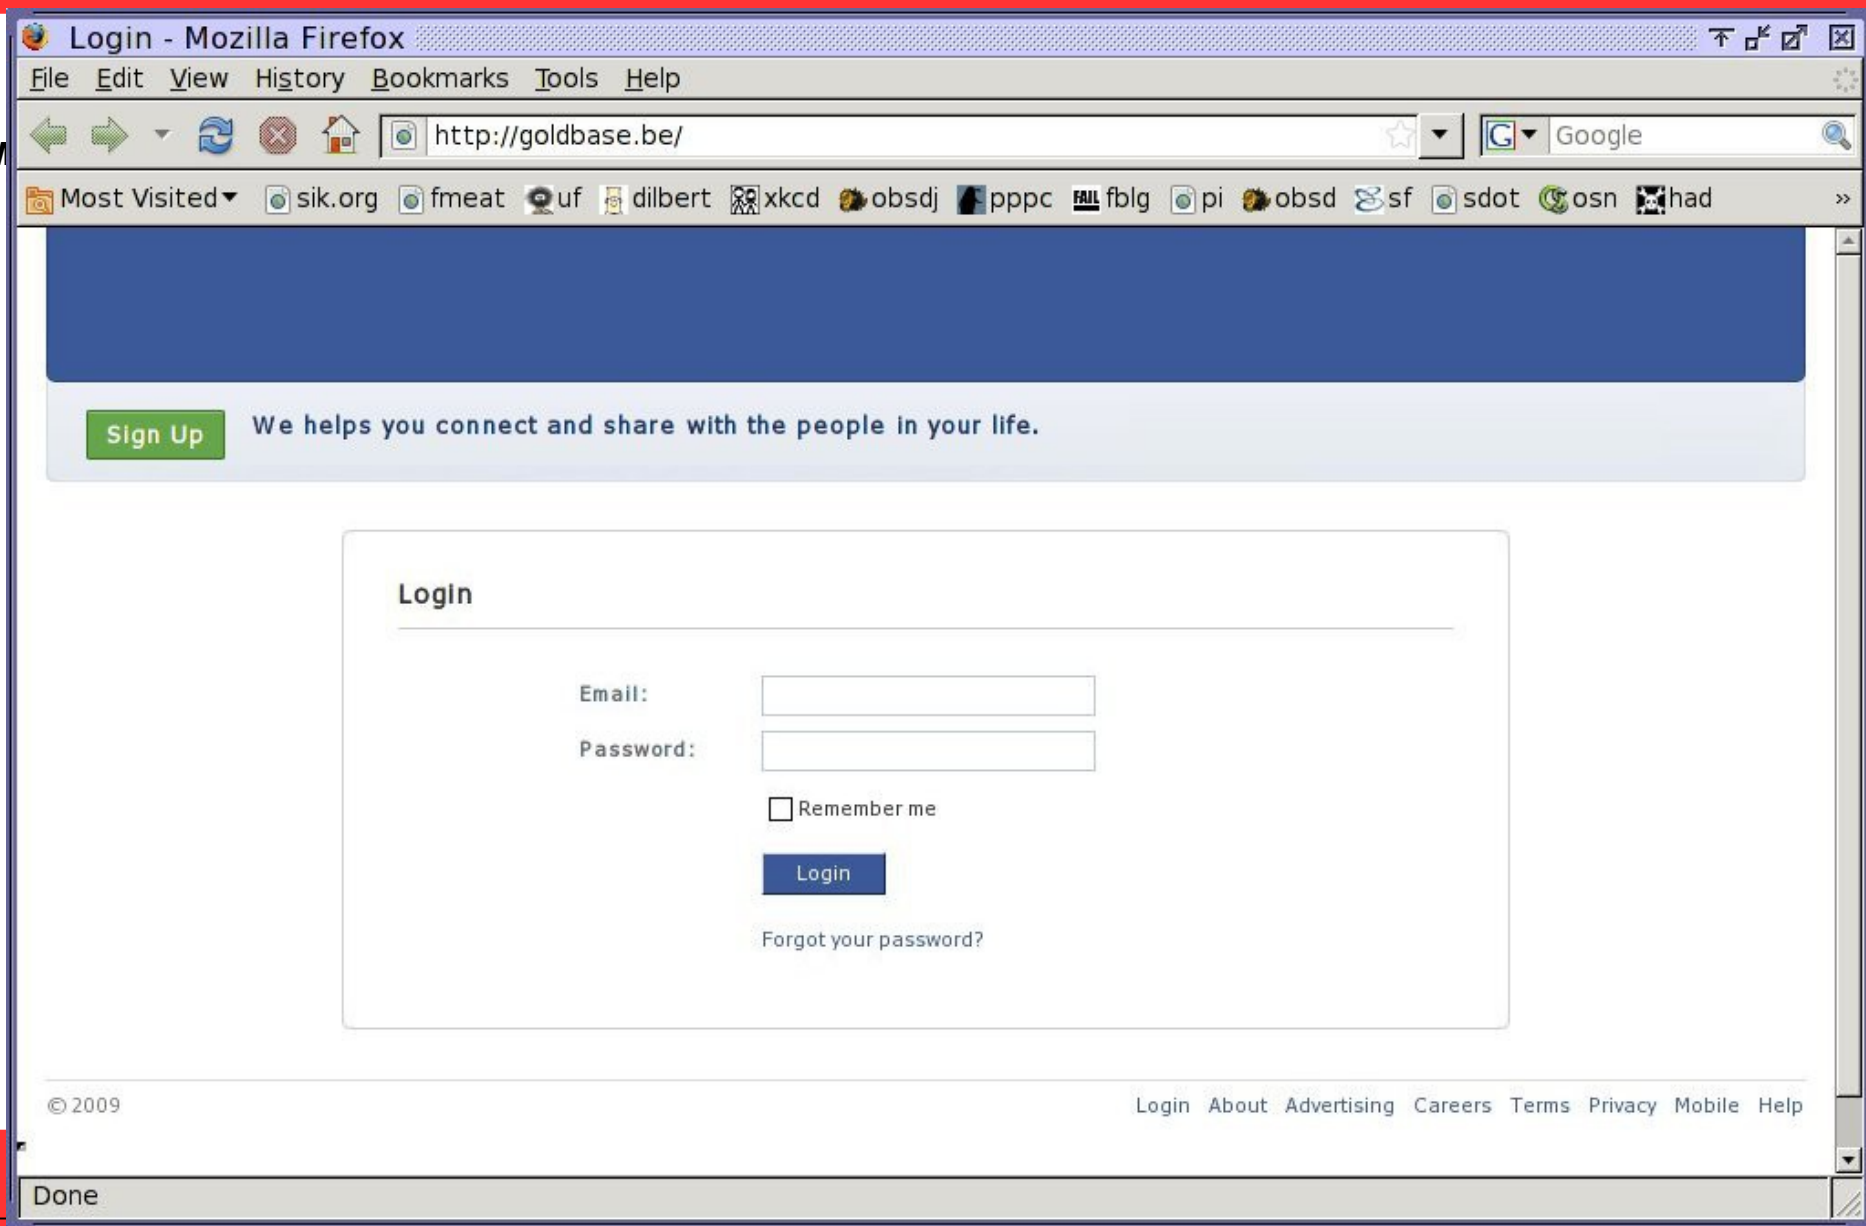 Login - Mozilla Firefox
File Edit View History Bookmarks Tools Help
http://goldbase.be/ G Google
Most Visited sik.org fmeat uf dilbert xkcd obsdj pppc FAIL fblg pi obsd sf sdot osn had »
Sign Up We helps you connect and share with the people in your life.
Login
Email:
Password:
Remember me
Login
Forgot your password?
© 2009 Login About Advertising Careers Terms Privacy Mobile Help
Done